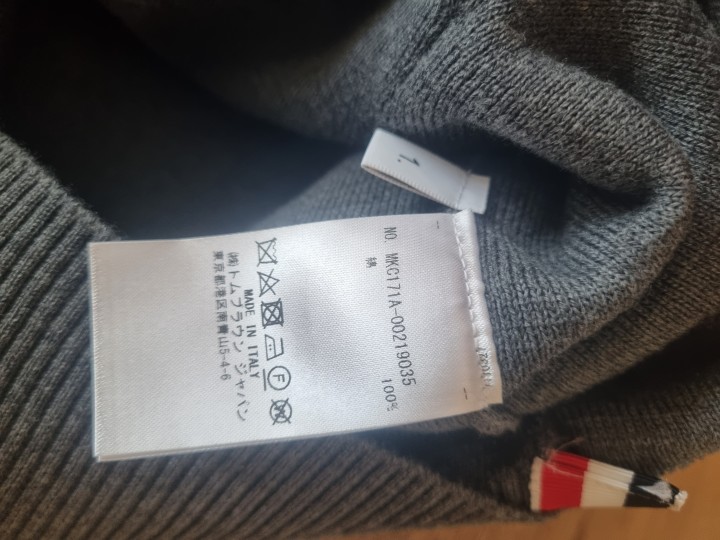 1.
NO. MKC171A-00219035
綿 100%
F
MADE IN ITALY
㈱トムブラウン ジャパン
東京都港区南青山5-4-6